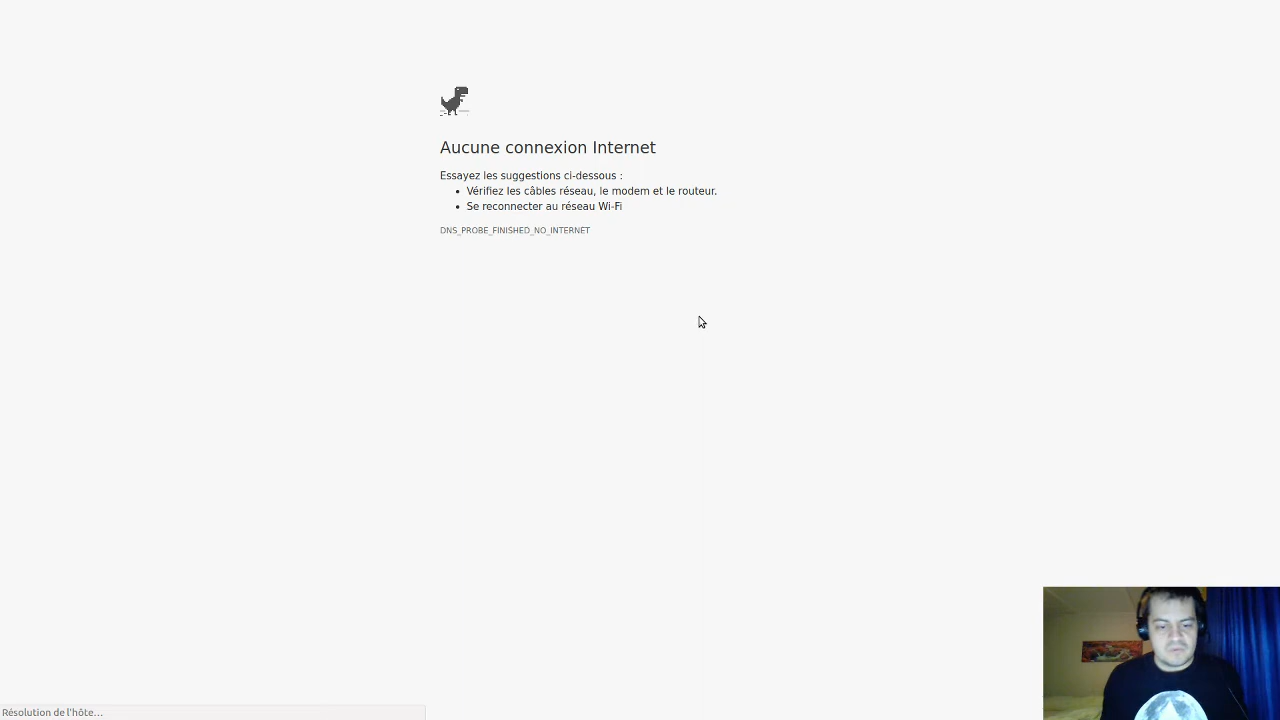 Aucune connexion Internet
Essayez les suggestions ci-dessous :
• Vérifiez les câbles réseau, le modem et le routeur.
• Se reconnecter au réseau Wi-Fi
DNS_PROBE_FINISHED_NO_INTERNET
Résolution de l'hôte...